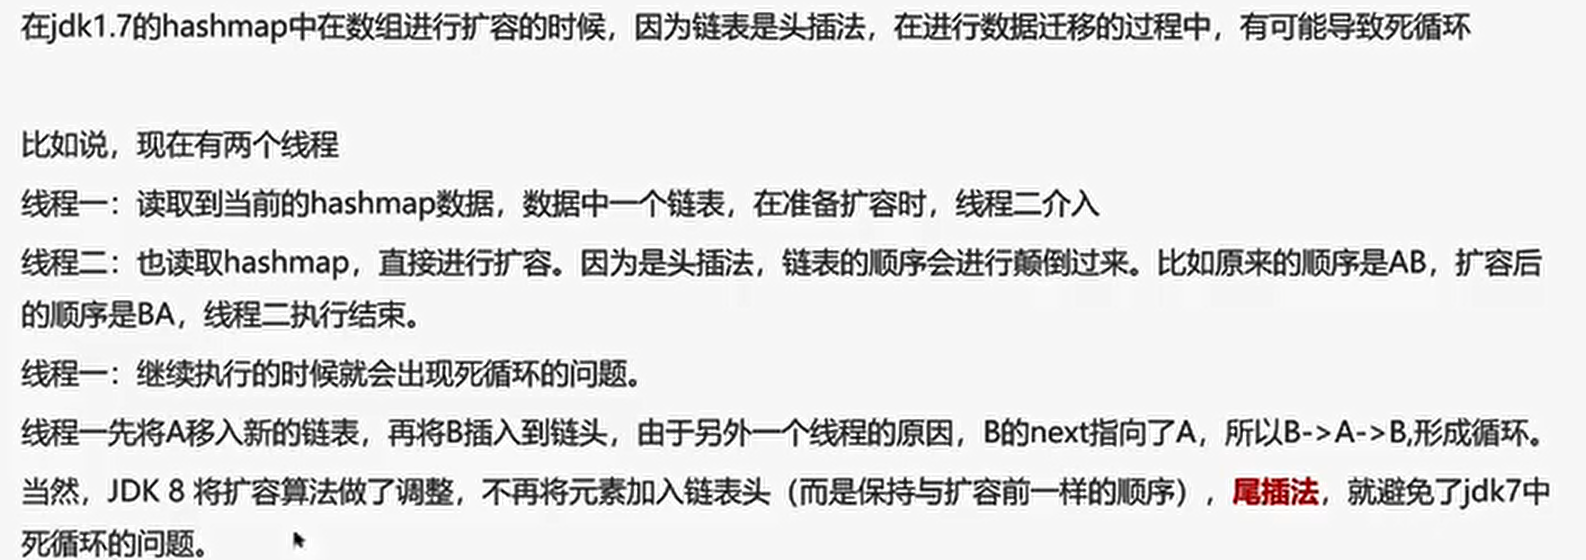 在jdk1.7的hashmap中在数组进行扩容的时候，因为链表是头插法，在进行数据迁移的过程中，有可能导致死循环
比如说，现在有两个线程
线程一：读取到当前的hashmap数据，数据中一个链表，在准备扩容时，线程二介入
线程二：也读取hashmap，直接进行扩容。因为是头插法，链表的顺序会进行颠倒过来。比如原来的顺序是AB，扩容后
的顺序是BA，线程二执行结束。
线程一：继续执行的时候就会出现死循环的问题。
线程一先将A移入新的链表，再将B插入到链头，由于另外一个线程的原因，B的next指向了A，所以B->A->B,形成循环。
当然，JDK 8 将扩容算法做了调整，不再将元素加入链表头（而是保持与扩容前一样的顺序），尾插法，就避免了jdk7中
死循环的问题。